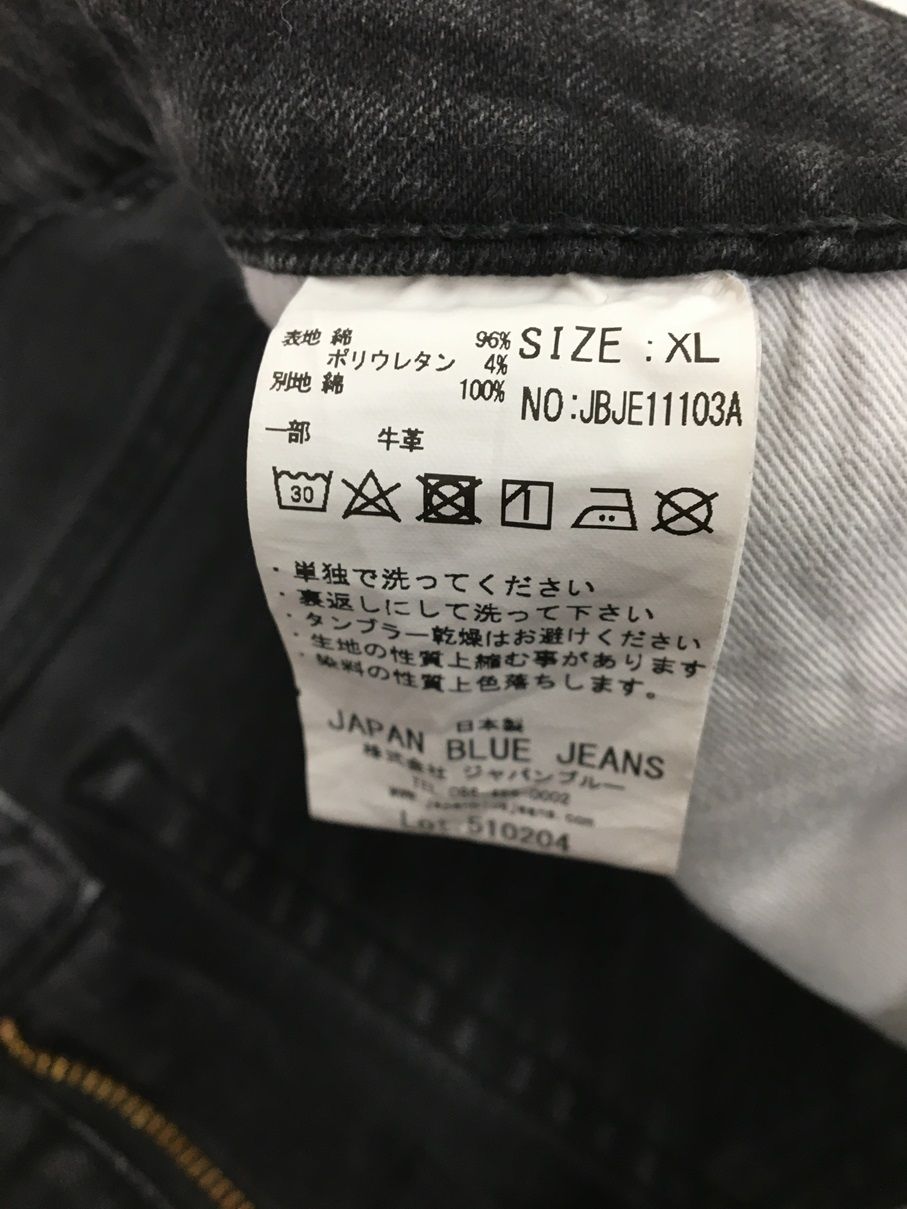 表地 綿 96%
ポリウレタン 4%
別地 綿 100%
一部 牛革
SIZE : XL
NO:JBJE11103A
30
・単独で洗ってください
・裏返しにして洗って下さい
・タンブラー乾燥はお避けください
・生地の性質上縮む事があります
・染料の性質上色落ちします。
日本製
JAPAN BLUE JEANS
株式会社 ジャパンブルー
TEL
Lot 510204